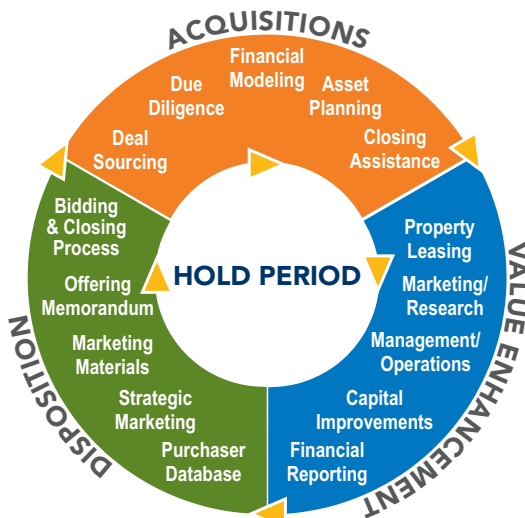 ACQUISITIONS
Deal
Sourcing
Due
Diligence
Financial
Modeling
Asset
Planning
Closing
Assistance
VALUE ENHANCEMENT
Property
Leasing
Marketing/
Research
Management/
Operations
Capital
Improvements
Financial
Reporting
DISPOSITION
Purchaser
Database
Strategic
Marketing
Marketing
Materials
Offering
Memorandum
Bidding
& Closing
Process
HOLD PERIOD